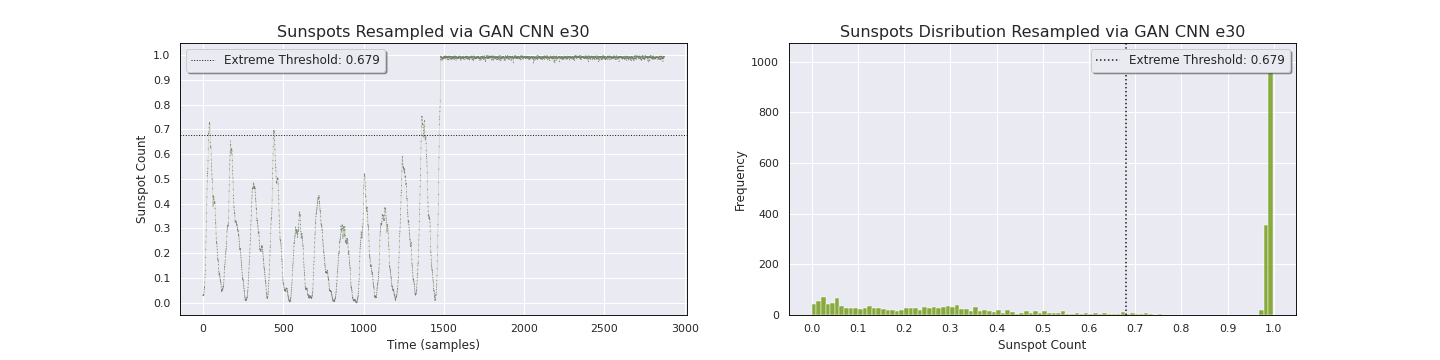 Sunspots Resampled via GAN CNN e30
Extreme Threshold: 0.679
1.0
0.9
0.8
0.7
0.6
0.5
0.4
0.3
0.2
0.1
0.0
Sunspot Count
0 500 1000 1500 2000 2500 3000
Time (samples)
Sunspots Disribution Resampled via GAN CNN e30
Extreme Threshold: 0.679
1000
800
600
400
200
0
Frequency
0.0 0.1 0.2 0.3 0.4 0.5 0.6 0.7 0.8 0.9 1.0
Sunspot Count